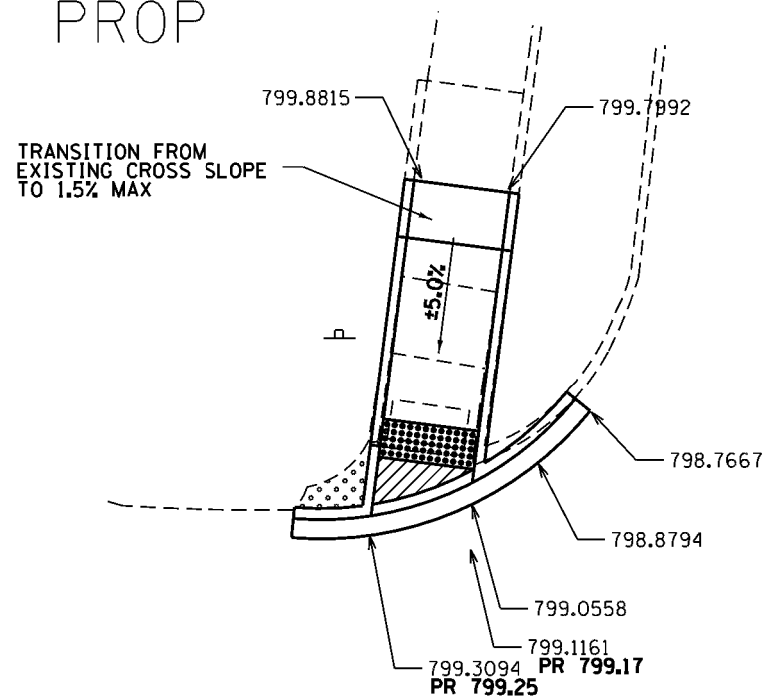 PROP
799.8815
799.7992
TRANSITION FROM
EXISTING CROSS SLOPE
TO 1.5% MAX
±5.0%
798.7667
798.8794
799.0558
799.1161
PR 799.17
799.3094
PR 799.25